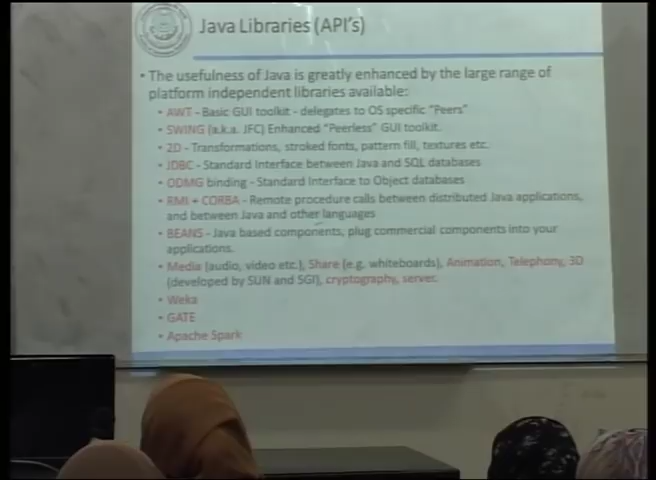 Java Libraries (API's)
• The usefulness of Java is greatly enhanced by the large range of
platform independent libraries available:
• AWT - Basic GUI toolkit - delegates to OS specific "Peers"
• SWING (a.k.a. JFC) Enhanced "Peerless" GUI toolkit.
• 2D - Transformations, stroked fonts, pattern fill, textures etc.
• JDBC - Standard Interface between Java and SQL databases
• ODMG binding - Standard Interface to Object databases
• RMI + CORBA - Remote procedure calls between distributed Java applications,
and between Java and other languages
• BEANS - Java based components, plug commercial components into your
applications.
• Media (audio, video etc.), Share (e.g. whiteboards), Animation, Telephony, 3D
(developed by SUN and SGI), cryptography, server.
• Weka
• GATE
• Apache Spark